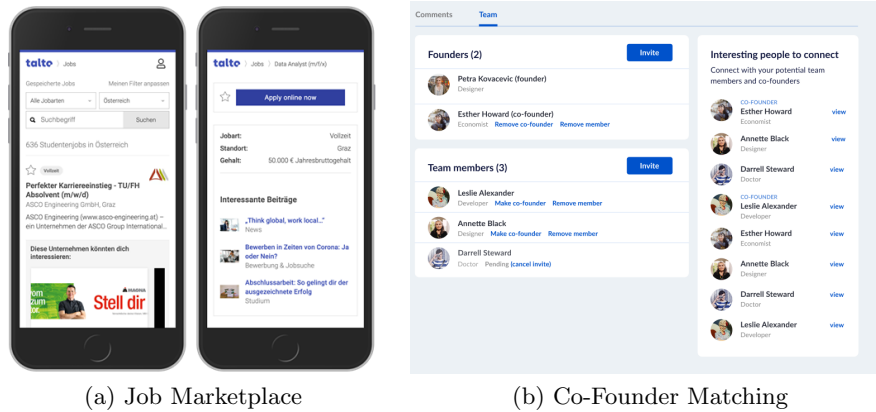 talto Jobs
Gespeicherte Jobs Meinen Filter anpassen
Alle Jobarten Österreich
Suchbegriff Suchen
636 Studentenjobs in Österreich
Vollzeit
Perfekter Karriereeinstieg - TU/FH
Absolvent (m/w/d)
ASCO Engineering GmbH, Graz
ASCO Engineering (www.asco-engineering.at) –
ein Unternehmen der ASCO Group International...
Diese Unternehmen könnten dich
interessieren:
MARNA
Stell dir
talto Jobs Data Analyst (m/f/x)
Apply online now
Jobart: Vollzeit
Standort: Graz
Gehalt: 50.000 € Jahresbruttogehalt
Interessante Beiträge
„Think global, work local...“
News
Bewerben in Zeiten von Corona: Ja
oder Nein?
Bewerbung & Jobsuche
Abschlussarbeit: So gelingt dir der
ausgezeichnete Erfolg
Studium
(a) Job Marketplace
Comments Team
Founders (2) Invite
Petra Kovacevic (founder)
Designer
Esther Howard (co-founder)
Economist Remove co-founder Remove member
Team members (3) Invite
Leslie Alexander
Developer Make co-founder Remove member
Annette Black
Designer Make co-founder Remove member
Darrell Steward
Doctor Pending (cancel invite)
Interesting people to connect
Connect with your potential team
members and co-founders
CO-FOUNDER
Esther Howard view
Economist
Annette Black view
Designer
Darrell Steward view
Doctor
CO-FOUNDER
Leslie Alexander view
Developer
Esther Howard view
Economist
Annette Black view
Designer
Darrell Steward view
Doctor
Leslie Alexander view
Developer
(b) Co-Founder Matching